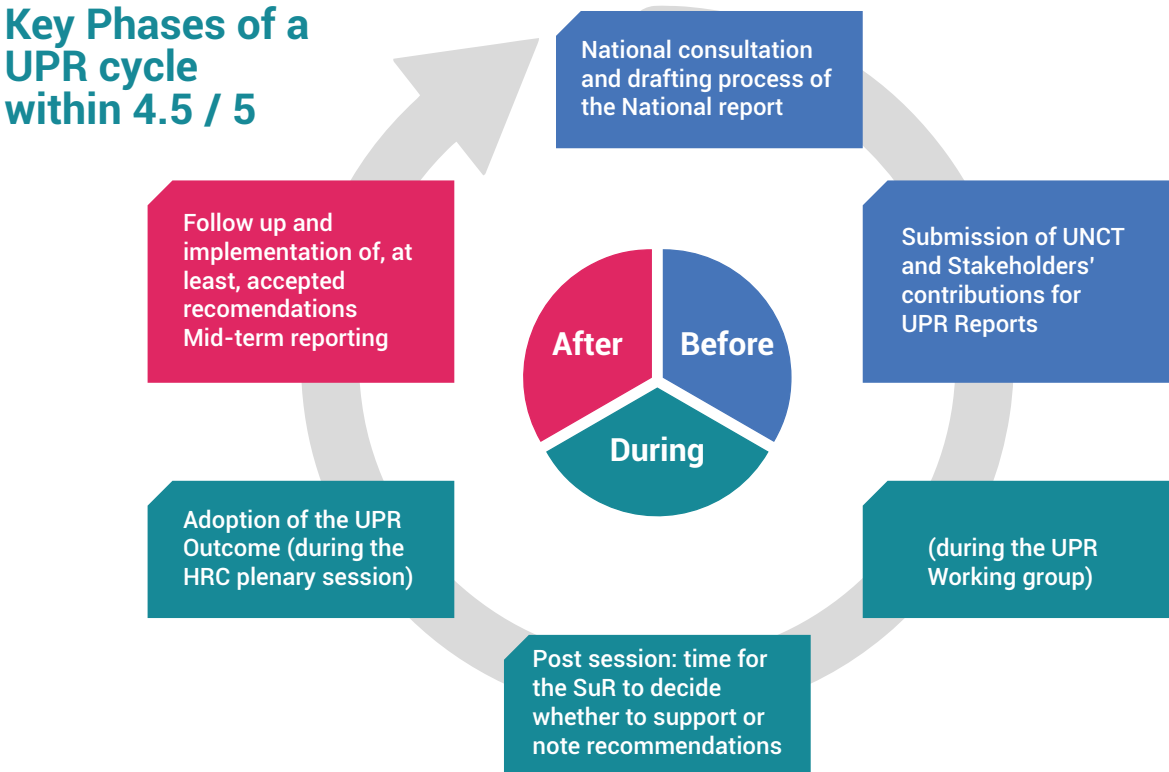 Key Phases of a
UPR cycle
within 4.5 / 5
National consultation
and drafting process of
the National report
Submission of UNCT
and Stakeholders'
contributions for
UPR Reports
(during the UPR
Working group)
Post session: time for
the SuR to decide
whether to support or
note recommendations
Adoption of the UPR
Outcome (during the
HRC plenary session)
Follow up and
implementation of, at
least, accepted
recomendations
Mid-term reporting
After
Before
During